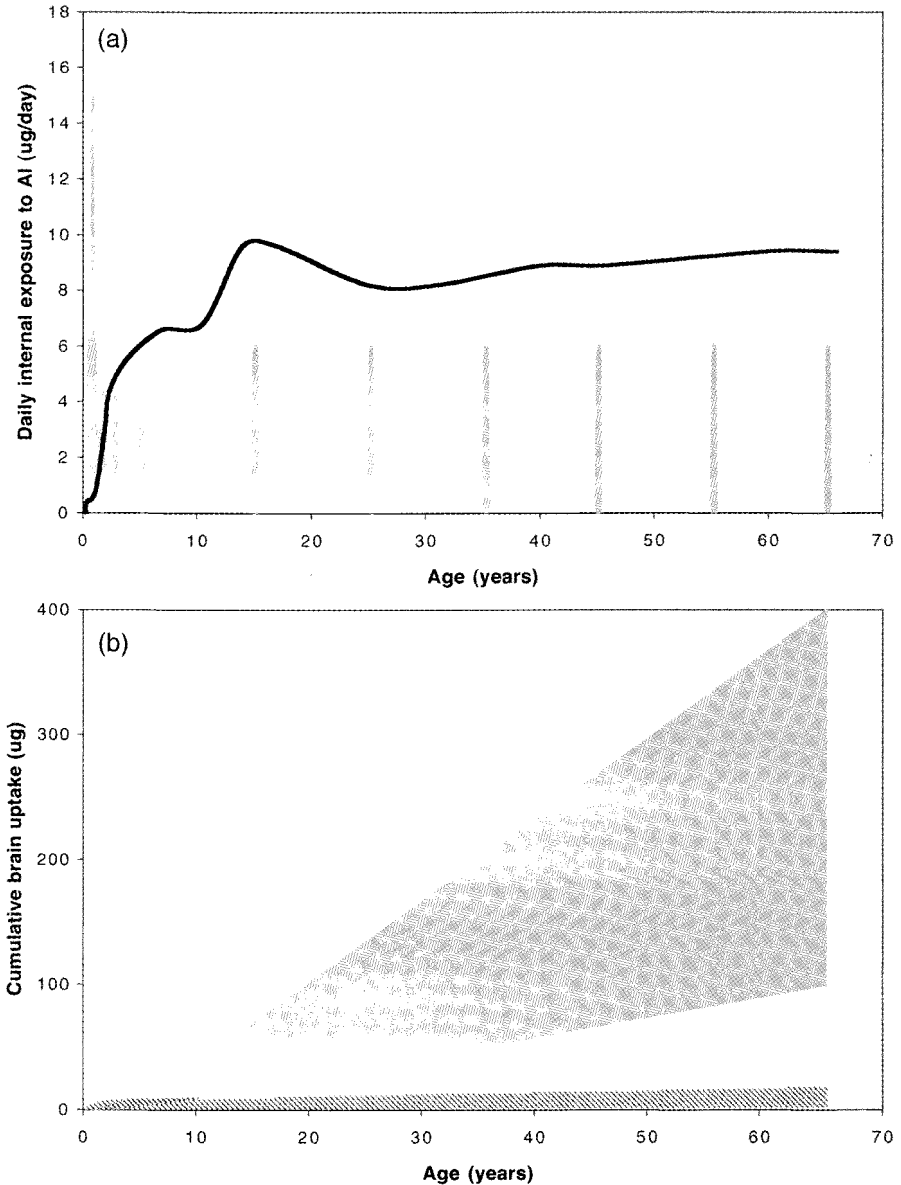 (a)
Daily internal exposure to Al (ug/day)
18
16
14
12
10
8
6
4
2
0
0 10 20 30 40 50 60 70
Age (years)
(b)
Cumulative brain uptake (ug)
400
300
200
100
0
0 10 20 30 40 50 60 70
Age (years)